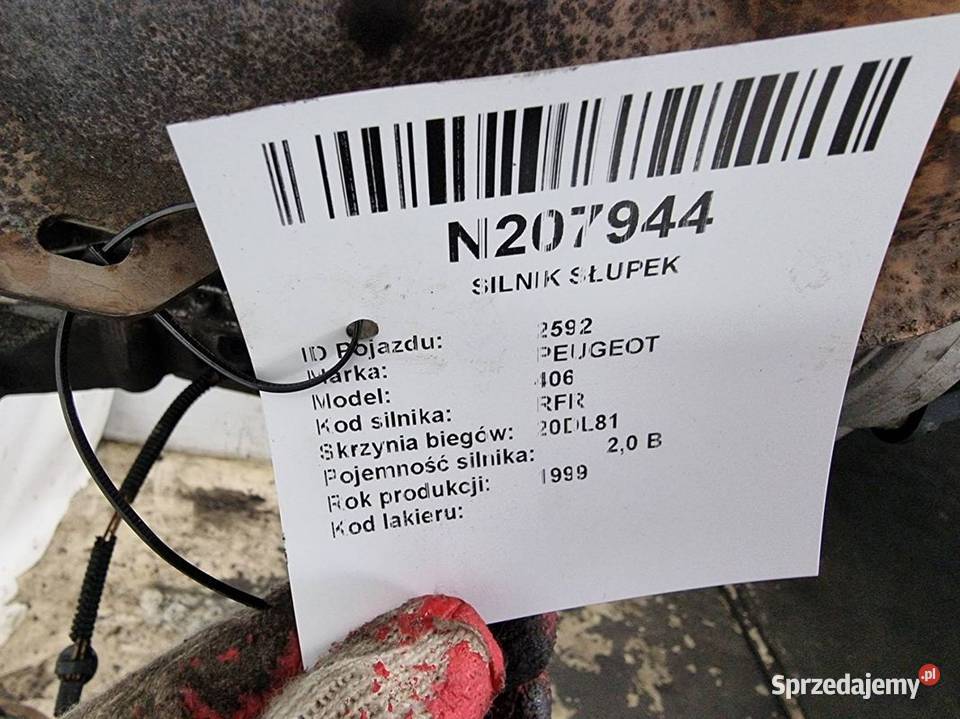 N207944
SILNIK SŁUPEK
ID Pojazdu: 2592
Marka: PEUGEOT
Model: 406
Kod silnika: RFR
Skrzynia biegów: 20DL81
Pojemność silnika: 2,0 B
Rok produkcji: 1999
Kod lakieru:
Sprzedajemy.pl